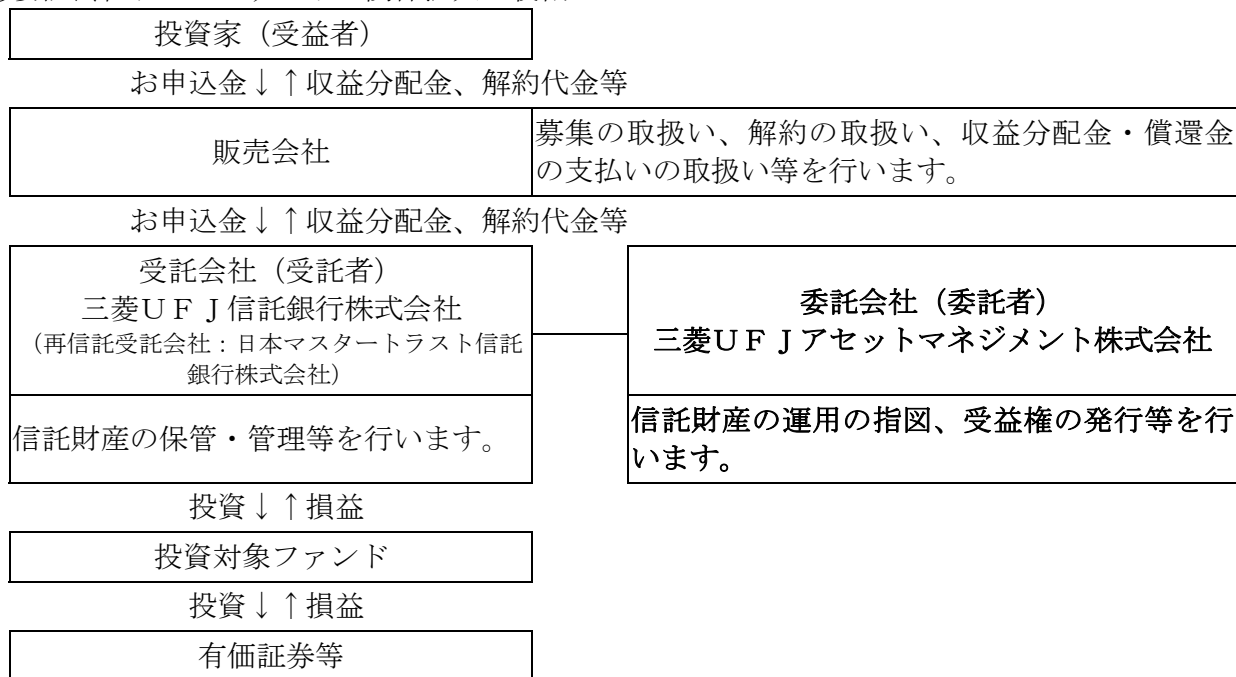 投資家（受益者）
お申込金↓↑収益分配金、解約代金等
販売会社
募集の取扱い、解約の取扱い、収益分配金・償還金
の支払いの取扱い等を行います。
お申込金↓↑収益分配金、解約代金等
受託会社（受託者）
三菱ＵＦＪ信託銀行株式会社
（再信託受託会社：日本マスタートラスト信託
銀行株式会社）
委託会社（委託者）
三菱ＵＦＪアセットマネジメント株式会社
信託財産の保管・管理等を行います。
信託財産の運用の指図、受益権の発行等を行
います。
投資↓↑損益
投資対象ファンド
投資↓↑損益
有価証券等